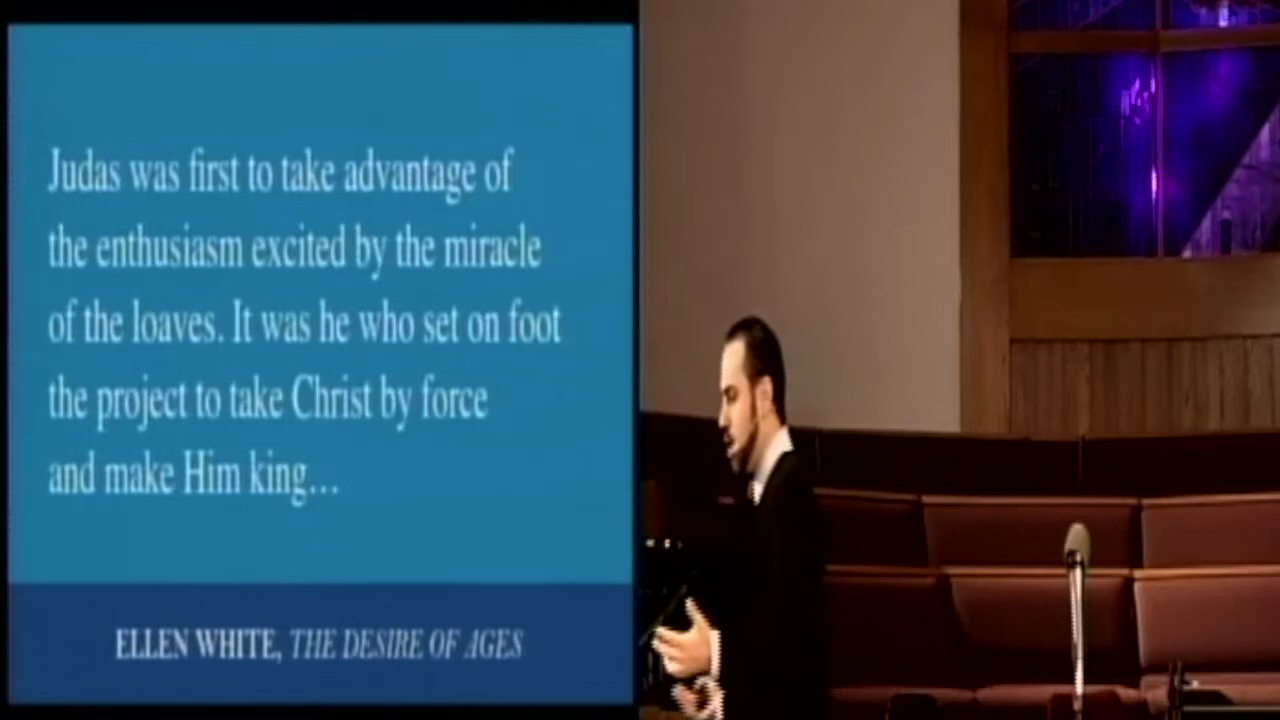 Judas was first to take advantage of
the enthusiasm excited by the miracle
of the loaves. It was he who set on foot
the project to take Christ by force
and make Him king...
ELLEN WHITE, THE DESIRE OF AGES